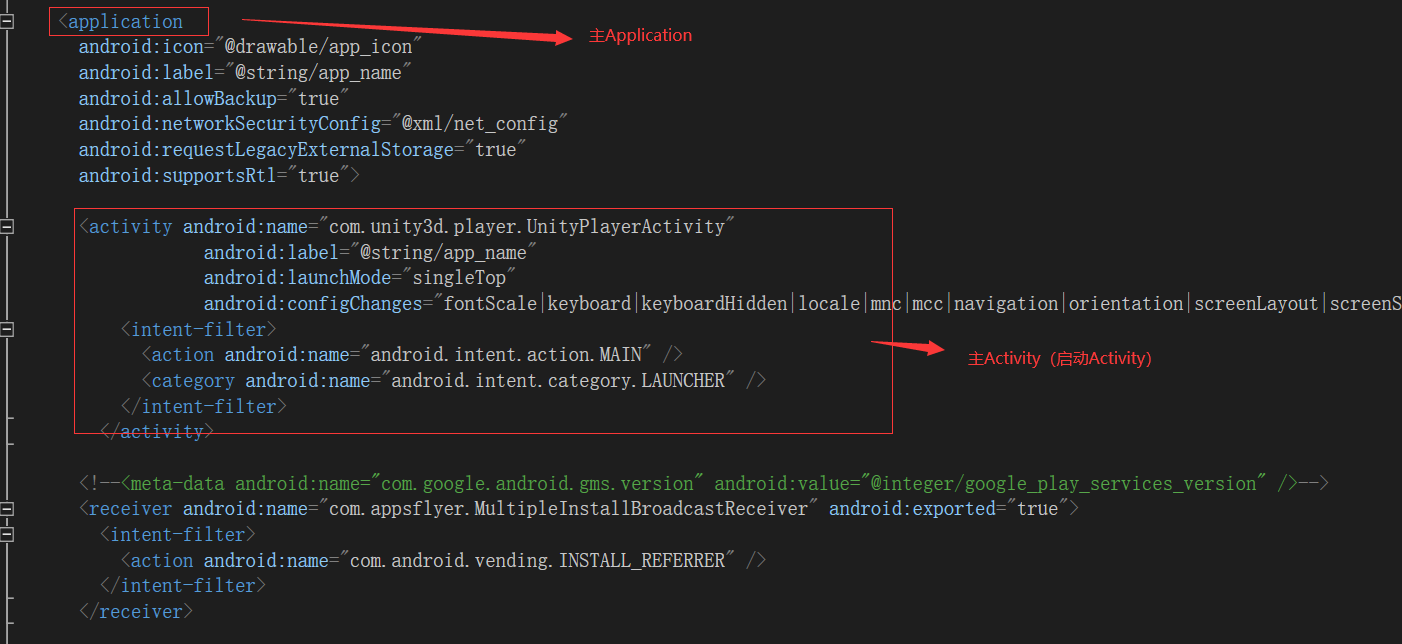 <application
主Application
android:icon="@drawable/app_icon"
android:label="@string/app_name"
android:allowBackup="true"
android:networkSecurityConfig="@xml/net_config"
android:requestLegacyExternalStorage="true"
android:supportsRtl="true">
<activity android:name="com.unity3d.player.UnityPlayerActivity"
android:label="@string/app_name"
android:launchMode="singleTop"
android:configChanges="fontScale|keyboard|keyboardHidden|locale|mnc|mcc|navigation|orientation|screenLayout|screenS
<intent-filter>
<action android:name="android.intent.action.MAIN" />
主Activity（启动Activity）
<category android:name="android.intent.category.LAUNCHER" />
</intent-filter>
</activity>
<!--<meta-data android:name="com.google.android.gms.version" android:value="@integer/google_play_services_version" />-->
<receiver android:name="com.appsflyer.MultipleInstallBroadcastReceiver" android:exported="true">
<intent-filter>
<action android:name="com.android.vending.INSTALL_REFERRER" />
</intent-filter>
</receiver>